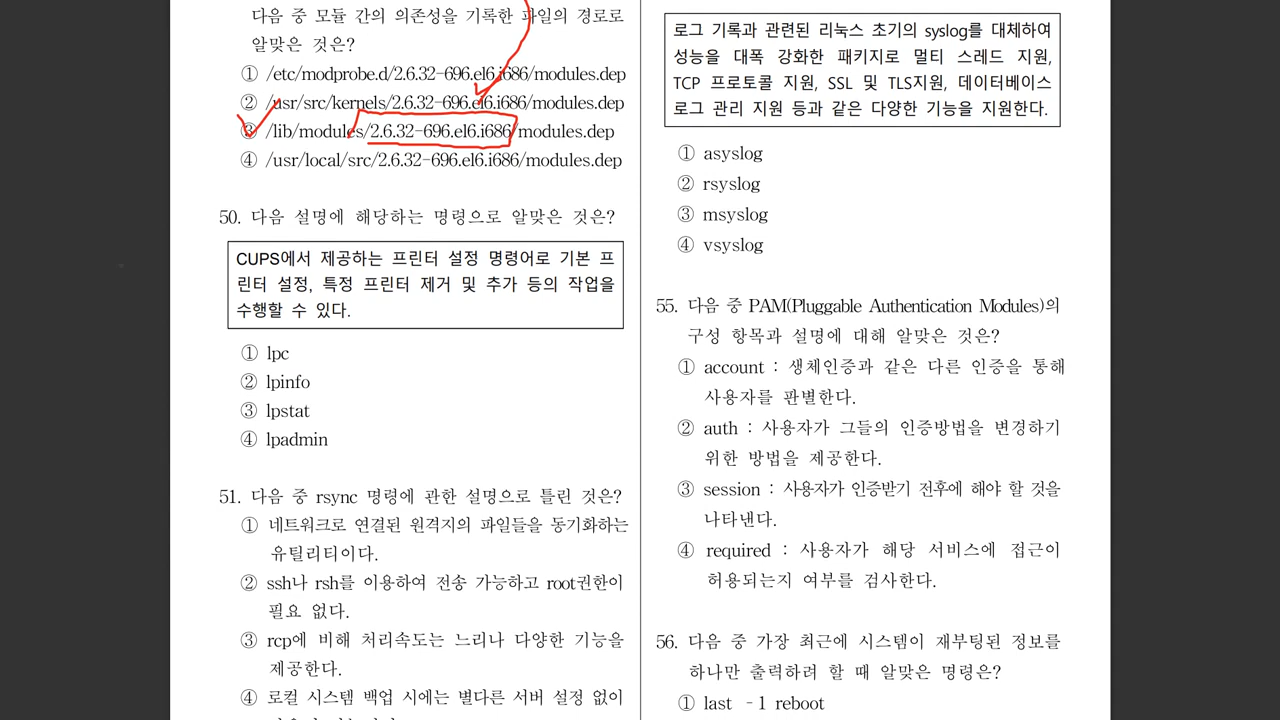 다음 중 모듈 간의 의존성을 기록한 파일의 경로로
알맞은 것은?
① /etc/modprobe.d/2.6.32-696.el6.i686/modules.dep
② /usr/src/kernels/2.6.32-696.el6.i686/modules.dep
③ /lib/modules/2.6.32-696.el6.i686/modules.dep
④ /usr/local/src/2.6.32-696.el6.i686/modules.dep
50. 다음 설명에 해당하는 명령으로 알맞은 것은?
CUPS에서 제공하는 프린터 설정 명령어로 기본 프
린터 설정, 특정 프린터 제거 및 추가 등의 작업을
수행할 수 있다.
① lpc
② lpinfo
③ lpstat
④ lpadmin
51. 다음 중 rsync 명령에 관한 설명으로 틀린 것은?
① 네트워크로 연결된 원격지의 파일들을 동기화하는
유틸리티이다.
② ssh나 rsh를 이용하여 전송 가능하고 root권한이
필요 없다.
③ rcp에 비해 처리속도는 느리나 다양한 기능을
제공한다.
④ 로컬 시스템 백업 시에는 별다른 서버 설정 없이
로그 기록과 관련된 리눅스 초기의 syslog를 대체하여
성능을 대폭 강화한 패키지로 멀티 스레드 지원,
TCP 프로토콜 지원, SSL 및 TLS지원, 데이터베이스
로그 관리 지원 등과 같은 다양한 기능을 지원한다.
① asyslog
② rsyslog
③ msyslog
④ vsyslog
55. 다음 중 PAM(Pluggable Authentication Modules)의
구성 항목과 설명에 대해 알맞은 것은?
① account : 생체인증과 같은 다른 인증을 통해
사용자를 판별한다.
② auth : 사용자가 그들의 인증방법을 변경하기
위한 방법을 제공한다.
③ session : 사용자가 인증받기 전후에 해야 할 것을
나타낸다.
④ required : 사용자가 해당 서비스에 접근이
허용되는지 여부를 검사한다.
56. 다음 중 가장 최근에 시스템이 재부팅된 정보를
하나만 출력하려 할 때 알맞은 명령은?
① last -1 reboot